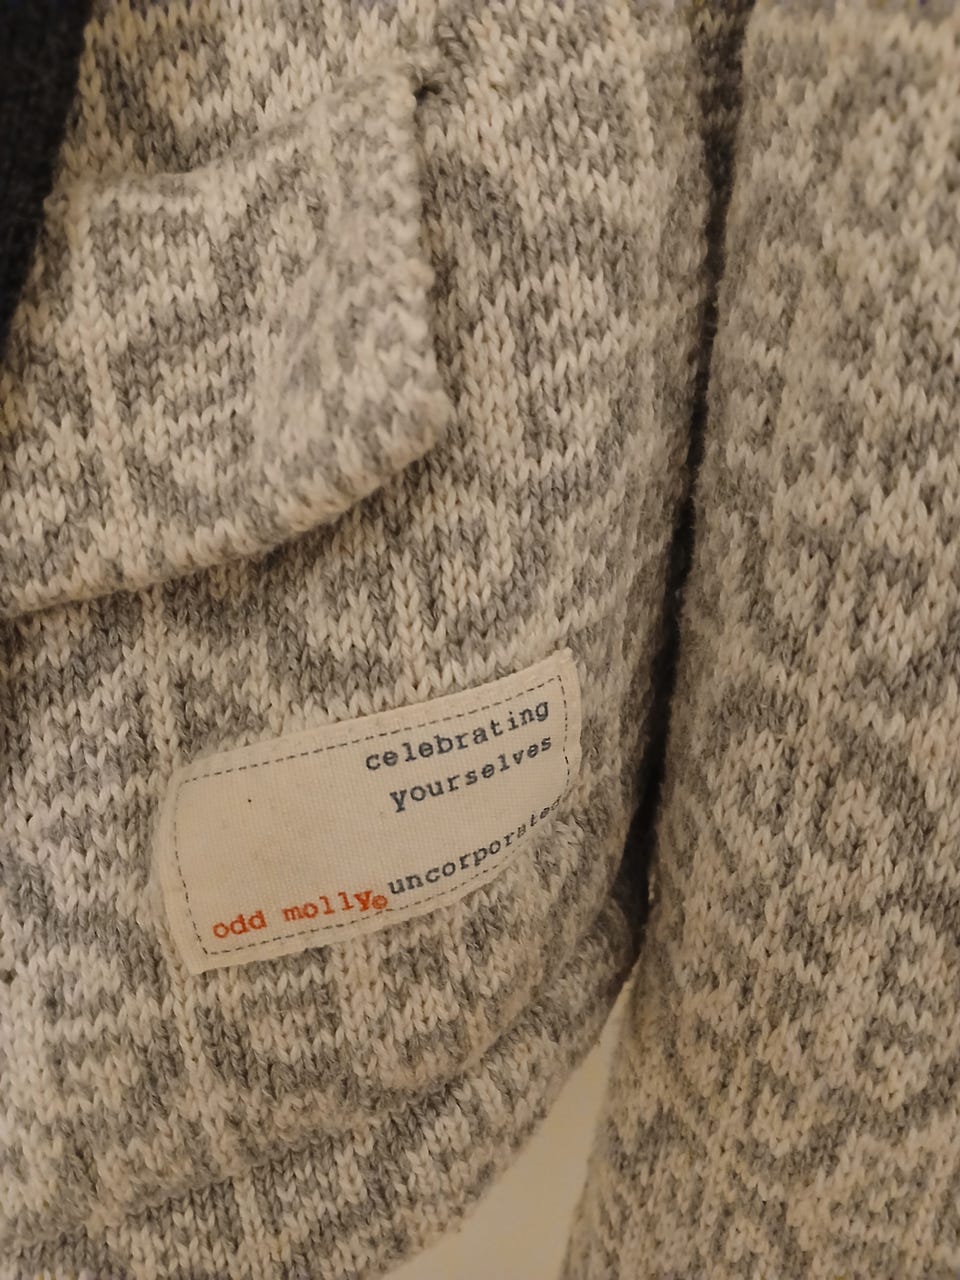 celebrating
yourselves
odd molly© uncorporated